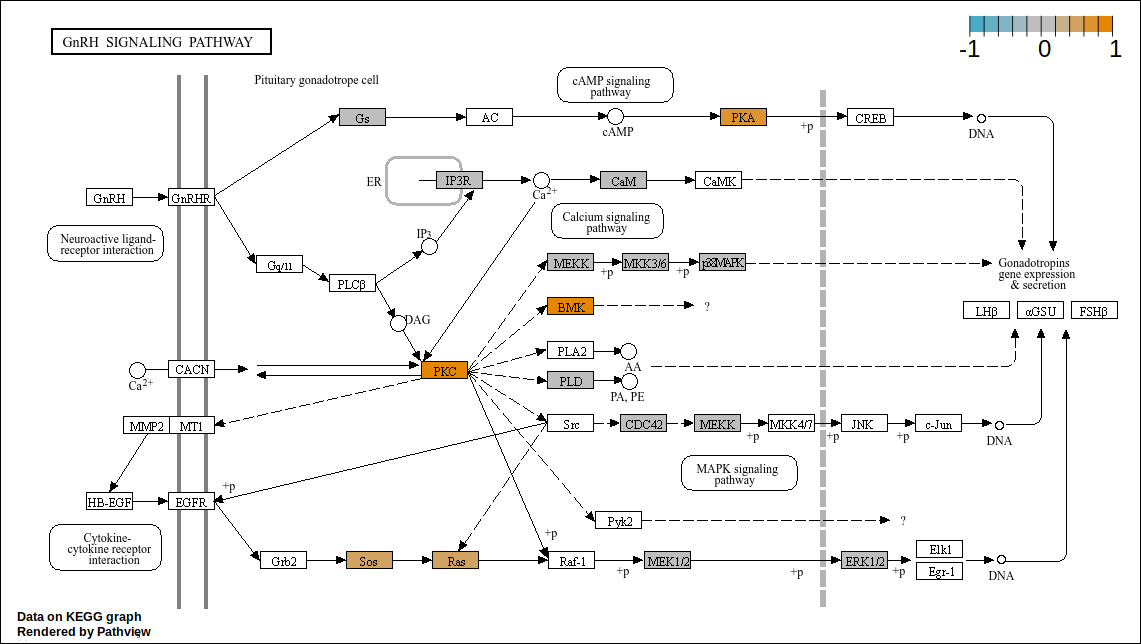 GnRH SIGNALING PATHWAY
-1 0 1
Pituitary gonadotrope cell
cAMP signaling
pathway
Gs
AC
cAMP
PKA
+p
CREB
DNA
ER
IP3R
Ca2+
CaM
CaMK
GnRH
GnRHR
Neuroactive ligand-
receptor interaction
Calcium signaling
pathway
IP3
Gq/11
PLCβ
DAG
MEKK
+p
MKK3/6
+p
p38MAPK
Gonadotropins
gene expression
& secretion
BMK
?
LHβ
αGSU
FSHβ
PLA2
AA
Ca2+
CACN
PKC
PLD
PA, PE
MMP2
MT1
Src
CDC42
MEKK
+p
MKK4/7
+p
JNK
+p
c-Jun
DNA
MAPK signaling
pathway
+p
HB-EGF
EGFR
Pyk2
?
Cytokine-
cytokine receptor
interaction
+p
Grb2
Sos
Ras
Raf-1
+p
MEK1/2
+p
ERK1/2
+p
Elk1
Egr-1
DNA
Data on KEGG graph
Rendered by Pathview